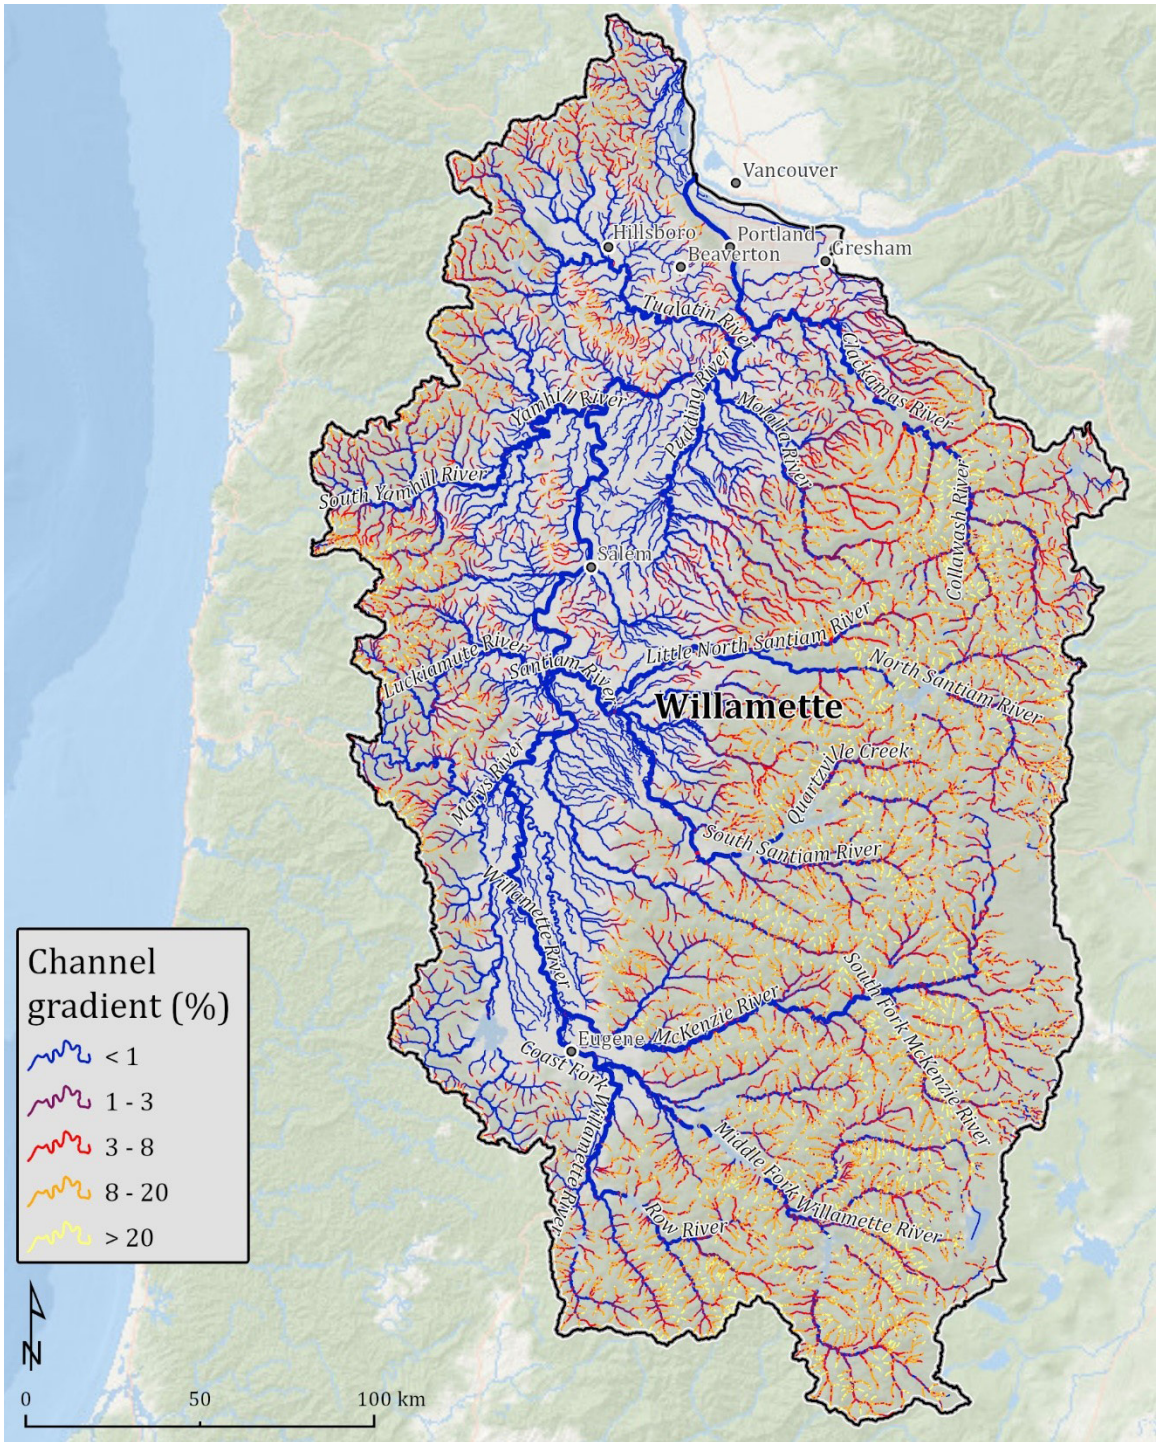 Vancouver
Hillsboro
Portland
Beaverton
Gresham
Tualatin River
Clackamas River
Pudding River
Yamhill River
Molalla River
South Yamhill River
Collawash River
Salem
Little North Santiam River
Luckiamute River
Santiam River
North Santiam River
Willamette
Marys River
Quartzville Creek
South Santiam River
Willamette River
South Fork McKenzie River
McKenzie River
Eugene
Coast Fork Willamette River
Middle Fork Willamette River
Row River
Channel
gradient (%)
< 1
1 - 3
3 - 8
8 - 20
> 20
N
0 50 100 km